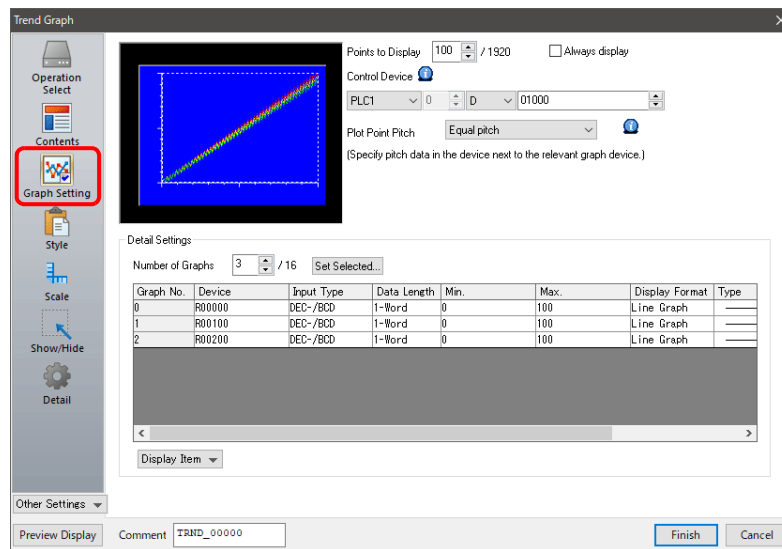 Trend Graph
Operation
Select
Contents
Graph Setting
Style
Scale
Show/Hide
Detail
Other Settings
Points to Display 100 / 1920 Always display
Control Device
PLC1 0 D 01000
Plot Point Pitch Equal pitch
(Specify pitch data in the device next to the relevant graph device.)
Detail Settings
Number of Graphs 3 / 16 Set Selected...
Graph No. Device Input Type Data Length Min. Max. Display Format Type
0 R00000 DEC-/BCD 1-Word 0 100 Line Graph
1 R00100 DEC-/BCD 1-Word 0 100 Line Graph
2 R00200 DEC-/BCD 1-Word 0 100 Line Graph
Display Item
Preview Display Comment TRND_00000 Finish Cancel